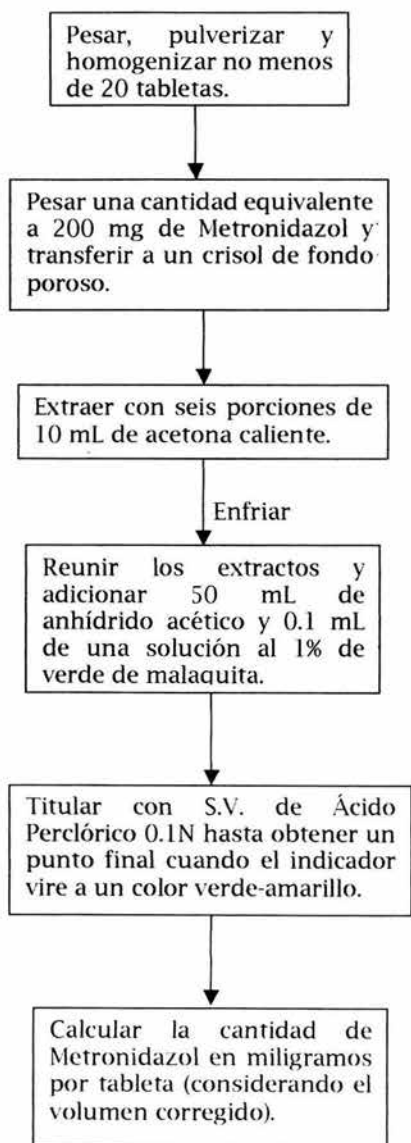 Pesar, pulverizar y
homogenizar no menos
de 20 tabletas.
Pesar una cantidad equivalente
a 200 mg de Metronidazol y
transferir a un crisol de fondo
poroso.
Extraer con seis porciones de
10 mL de acetona caliente.
Enfriar
Reunir los extractos y
adicionar 50 mL de
anhídrido acético y 0.1 mL
de una solución al 1% de
verde de malaquita.
Titular con S.V. de Ácido
Perclórico 0.1N hasta obtener un
punto final cuando el indicador
vire a un color verde-amarillo.
Calcular la cantidad de
Metronidazol en miligramos
por tableta (considerando el
volumen corregido).